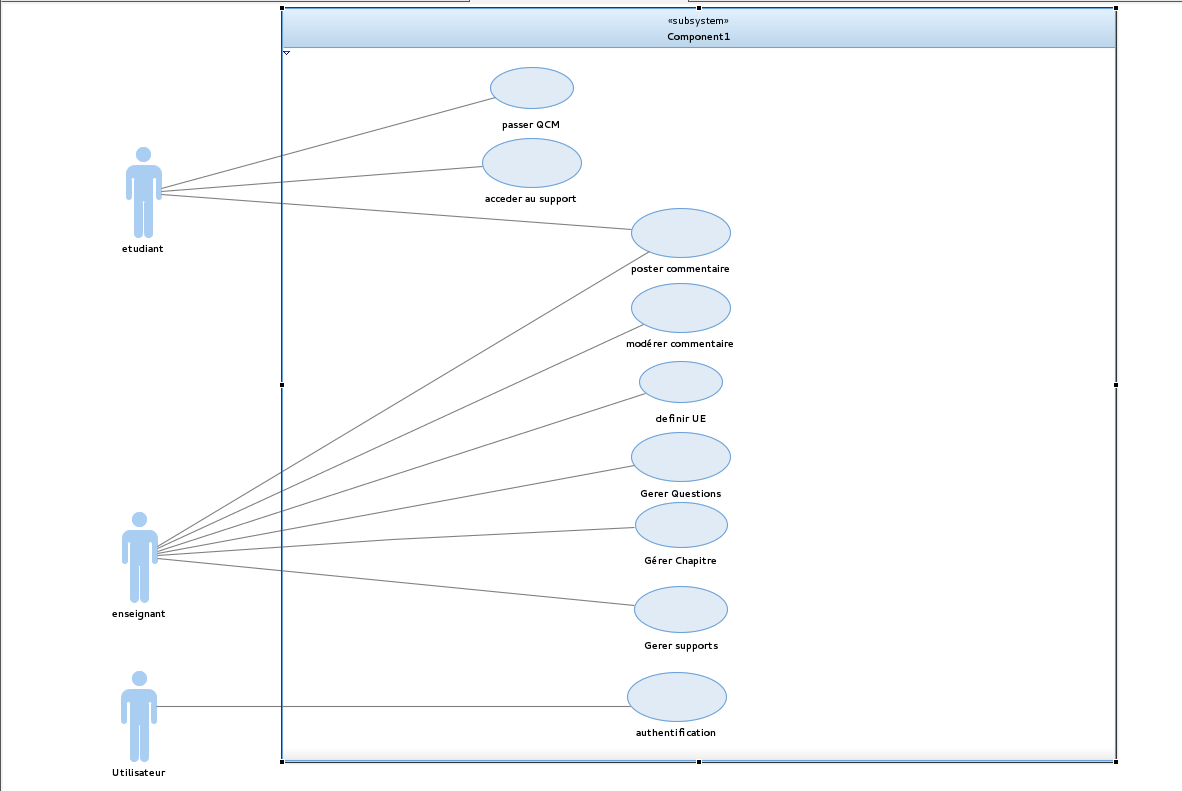 «subsystem»
Component1
passer QCM
acceder au support
etudiant
poster commentaire
modérer commentaire
definir UE
Gerer Questions
Gérer Chapitre
enseignant
Gerer supports
authentification
Utilisateur